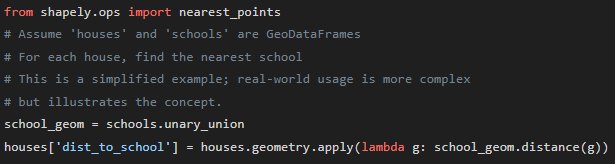 from shapely.ops import nearest_points
# Assume 'houses' and 'schools' are GeoDataFrames
# For each house, find the nearest school
# This is a simplified example; real-world usage is more complex
# but illustrates the concept.
school_geom = schools.unary_union
houses['dist_to_school'] = houses.geometry.apply(lambda g: school_geom.distance(g))